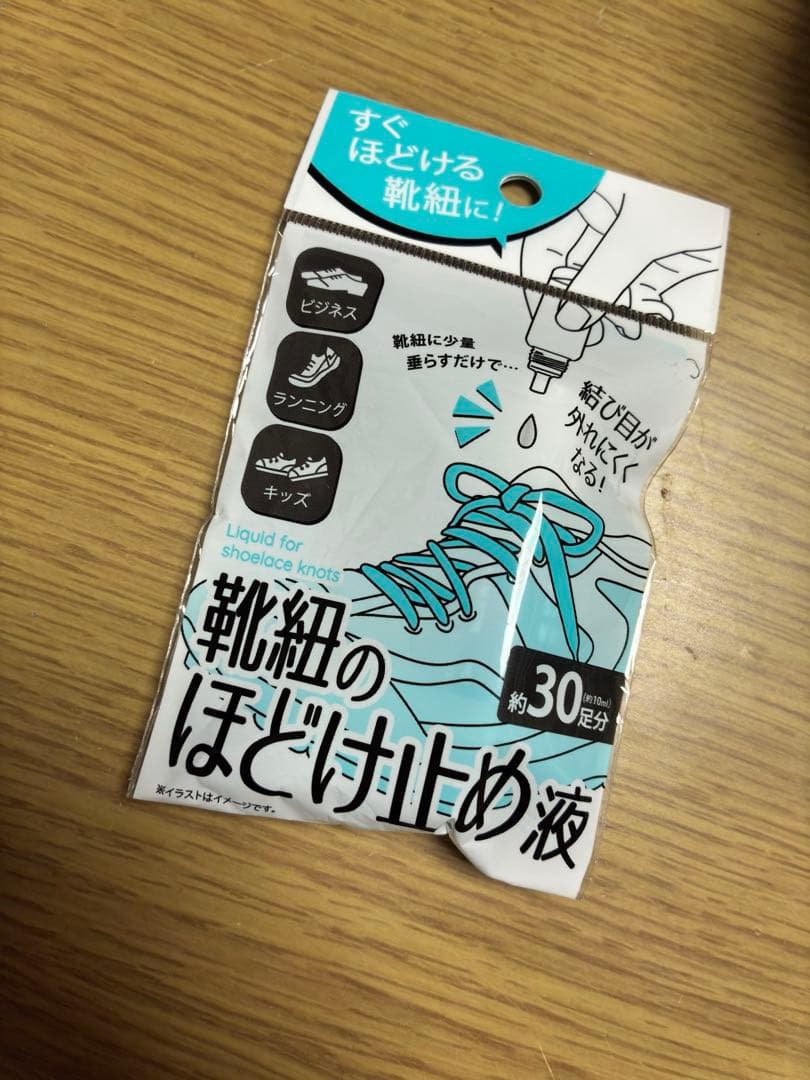 すぐ
ほどける
靴紐に!
ビジネス
ランニング
キッズ
靴紐に少量
垂らすだけで…
結び目が
外れにくく
なる!
Liquid for
shoelace knots
靴紐の
ほどけ止め液
約30足分
(約10ml)
※イラストはイメージです。